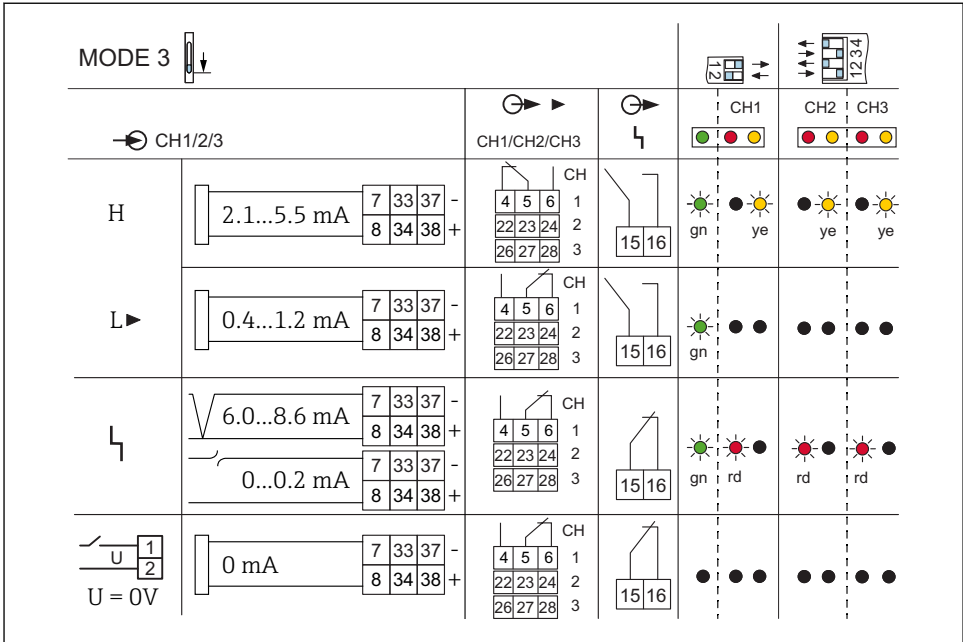 MODE 3
1 2
1 2 3 4
CH1/2/3
CH1/CH2/CH3
CH1
CH2
CH3
H
2.1...5.5 mA
7 33 37 -
8 34 38 +
CH
4 5 6 1
22 23 24 2
26 27 28 3
15 16
gn
ye
ye
ye
L
0.4...1.2 mA
7 33 37 -
8 34 38 +
CH
4 5 6 1
22 23 24 2
26 27 28 3
15 16
gn
6.0...8.6 mA
7 33 37 -
8 34 38 +
0...0.2 mA
7 33 37 -
8 34 38 +
CH
4 5 6 1
22 23 24 2
26 27 28 3
15 16
gn
rd
rd
rd
U
1
2
U = 0V
0 mA
7 33 37 -
8 34 38 +
CH
4 5 6 1
22 23 24 2
26 27 28 3
15 16